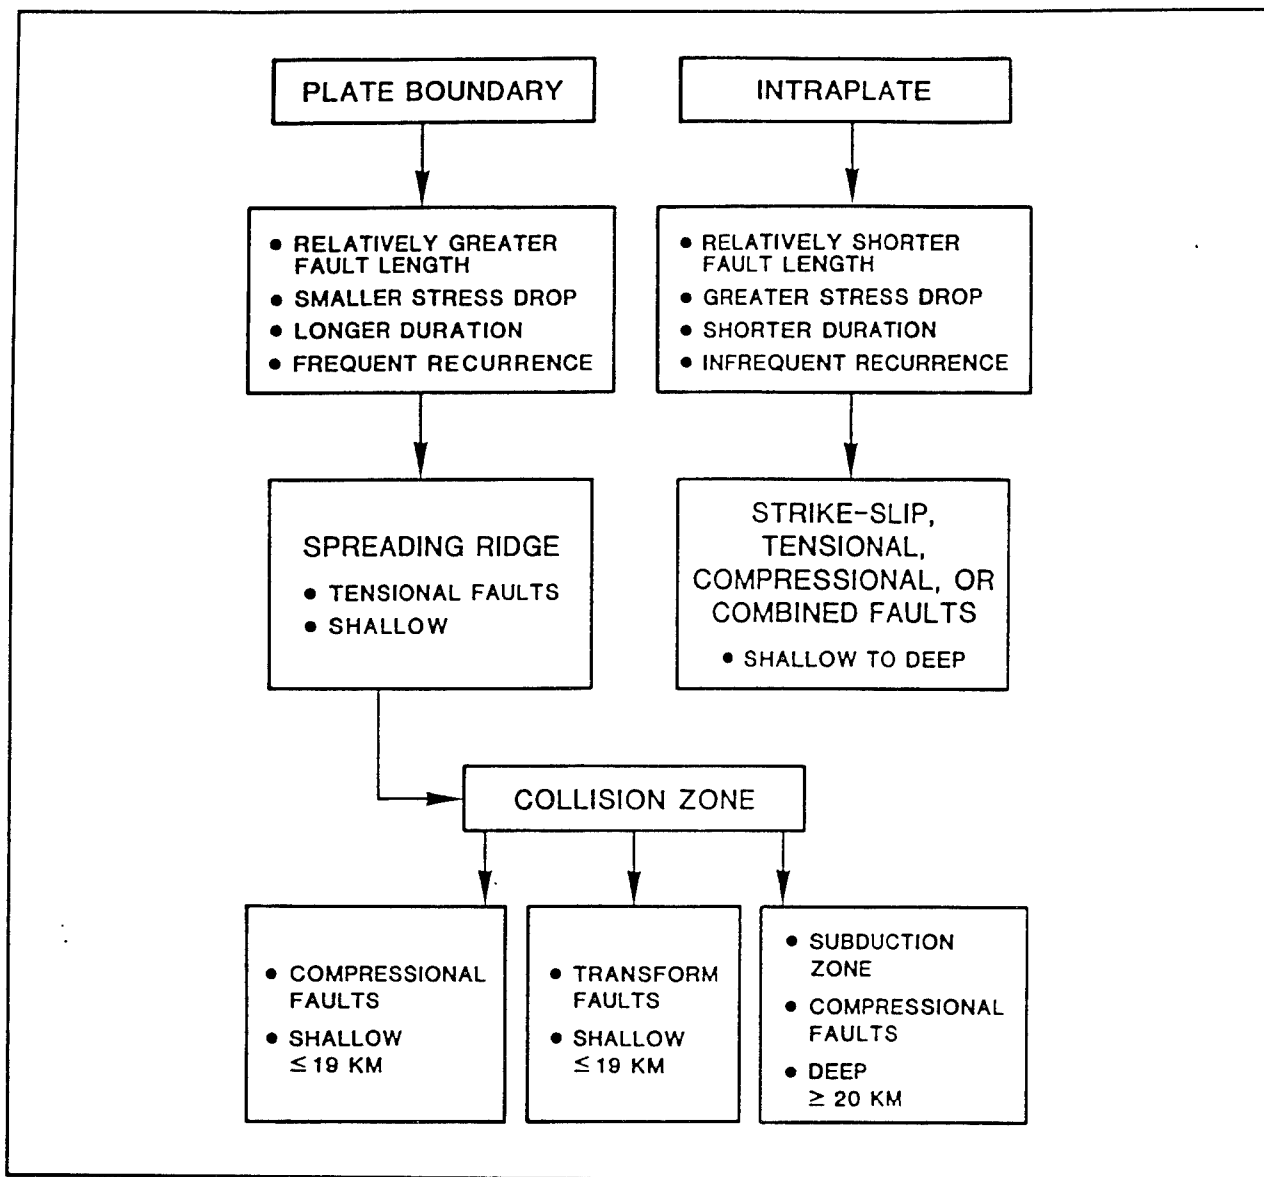 PLATE BOUNDARY
INTRAPLATE
• RELATIVELY GREATER
FAULT LENGTH
• SMALLER STRESS DROP
• LONGER DURATION
• FREQUENT RECURRENCE
• RELATIVELY SHORTER
FAULT LENGTH
• GREATER STRESS DROP
• SHORTER DURATION
• INFREQUENT RECURRENCE
SPREADING RIDGE
• TENSIONAL FAULTS
• SHALLOW
STRIKE-SLIP,
TENSIONAL,
COMPRESSIONAL, OR
COMBINED FAULTS
• SHALLOW TO DEEP
COLLISION ZONE
• COMPRESSIONAL
FAULTS
• SHALLOW
≤ 19 KM
• TRANSFORM
FAULTS
• SHALLOW
≤ 19 KM
• SUBDUCTION
ZONE
• COMPRESSIONAL
FAULTS
• DEEP
≥ 20 KM